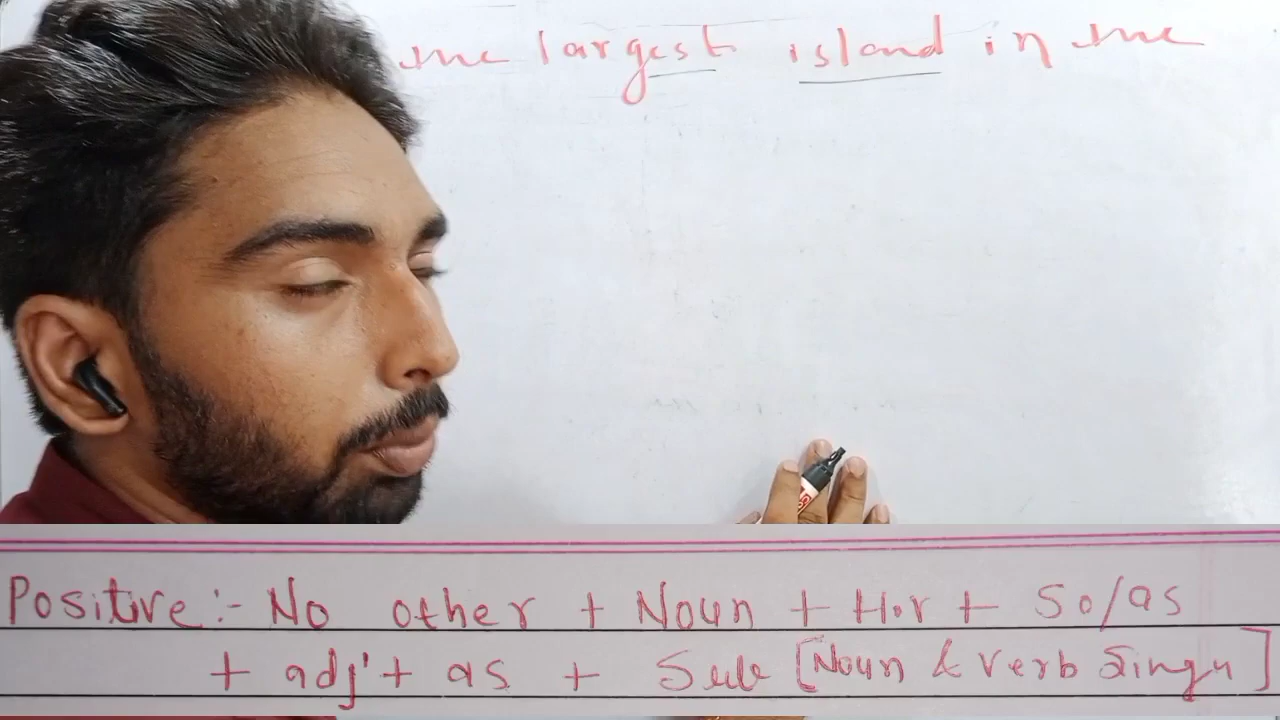 the largest island in the
Positive :- No other + Noun + H.v + So/as
+ adj + as + Sub [Noun & Verb Singu]